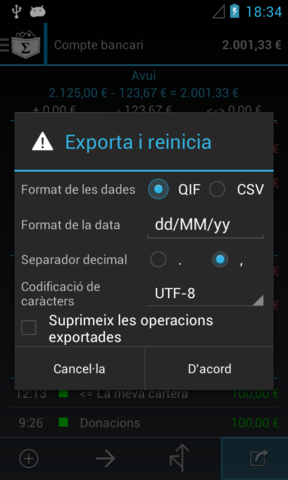 18:34
Compte bancari 2.001,33 €
Avui
2.125,00 € - 123,67 € = 2.001,33 €
+ 0,00 € - 123,67 € <-> 0,00 €
Exporta i reinicia
Format de les dades QIF CSV
Format de la data dd/MM/yy
Separador decimal . ,
Codificació de
caràcters UTF-8
Suprimeix les operacions
exportades
Cancel·la D'acord
12:13 <= La meva cartera 100,00 €
9:26 Donacions 100,00 €